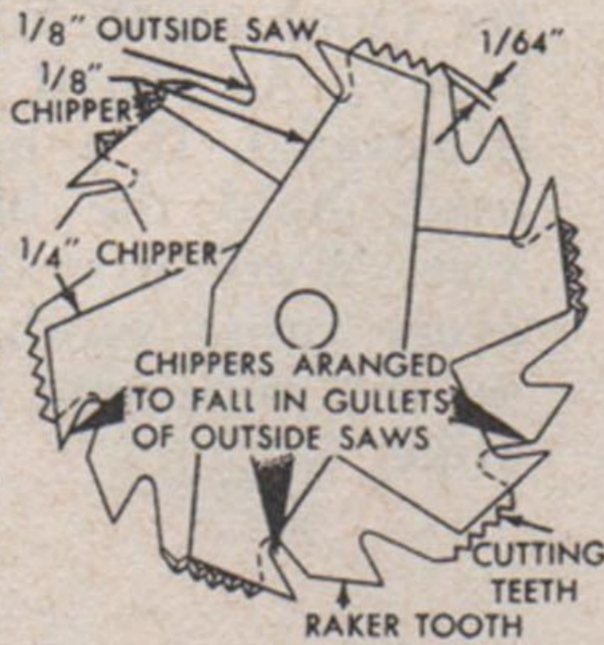 1/8" OUTSIDE SAW
1/64"
1/8"
CHIPPER
1/4" CHIPPER
CHIPPERS ARANGED
TO FALL IN GULLETS
OF OUTSIDE SAWS
CUTTING
TEETH
RAKER TOOTH